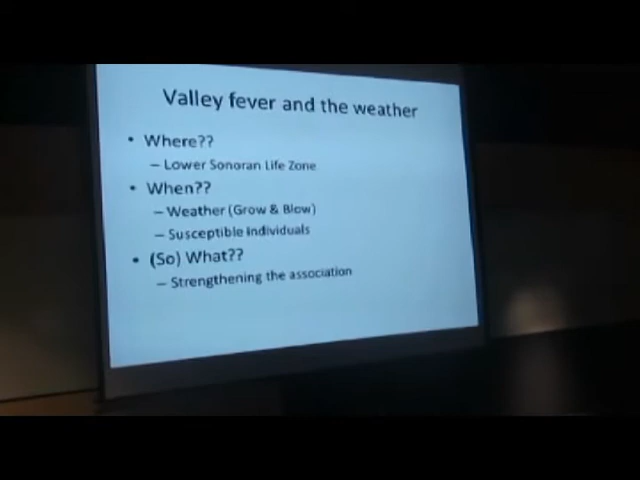 Valley fever and the weather
• Where??
– Lower Sonoran Life Zone
• When??
– Weather (Grow & Blow)
– Susceptible Individuals
• (So) What??
– Strengthening the association